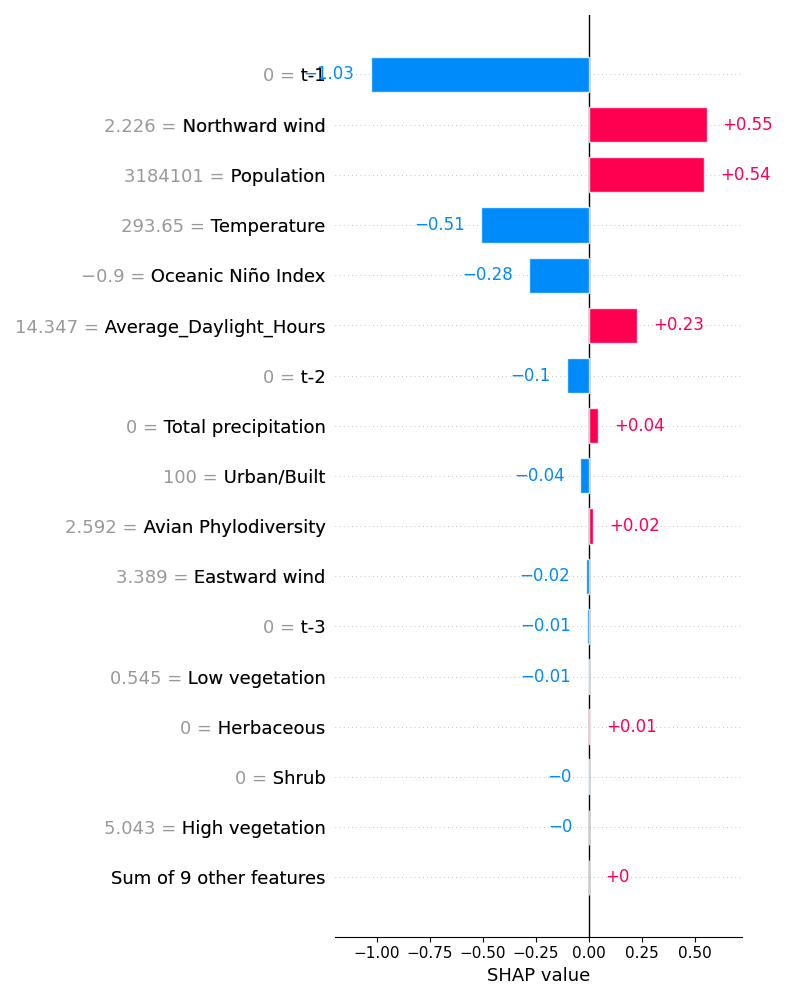 0 = t-1 −1.03
2.226 = Northward wind +0.55
3184101 = Population +0.54
293.65 = Temperature −0.51
−0.9 = Oceanic Niño Index −0.28
14.347 = Average_Daylight_Hours +0.23
0 = t-2 −0.1
0 = Total precipitation +0.04
100 = Urban/Built −0.04
2.592 = Avian Phylodiversity +0.02
3.389 = Eastward wind −0.02
0 = t-3 −0.01
0.545 = Low vegetation −0.01
0 = Herbaceous +0.01
0 = Shrub −0
5.043 = High vegetation −0
Sum of 9 other features +0
−1.00 −0.75 −0.50 −0.25 0.00 0.25 0.50
SHAP value